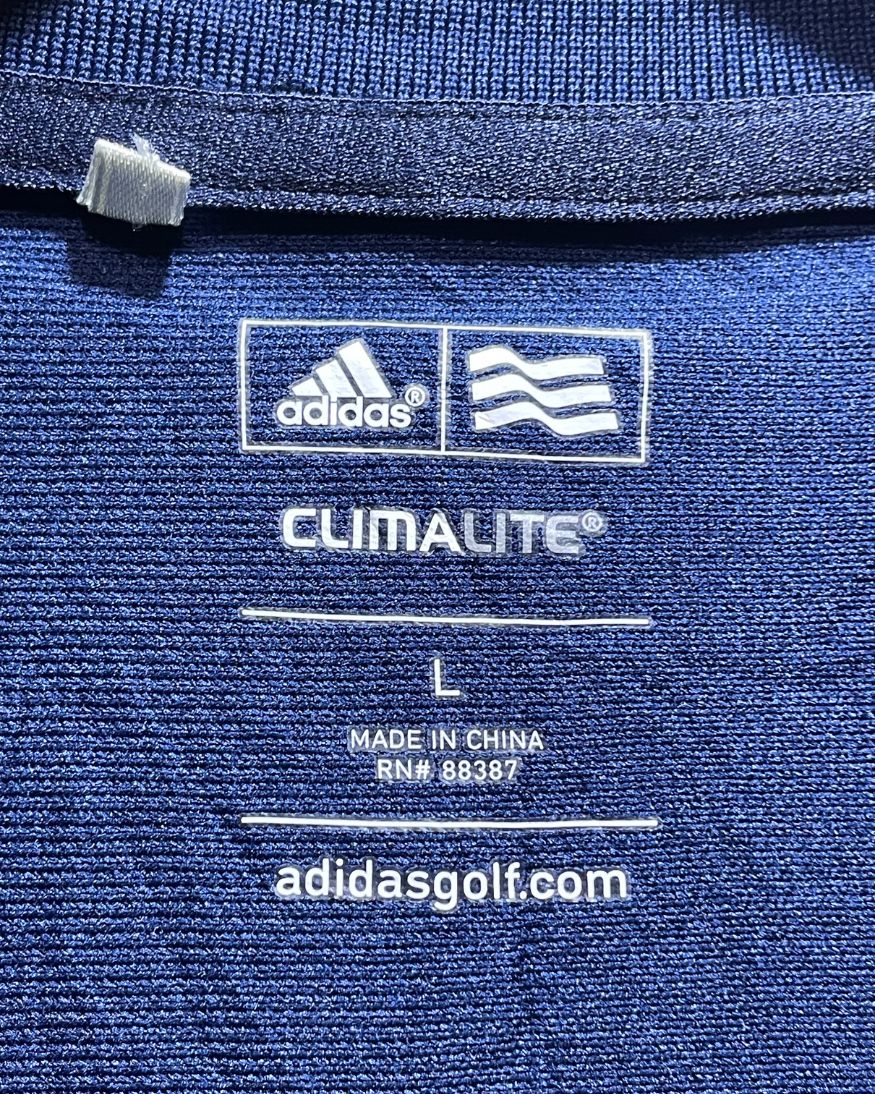 adidas®
CLIMALITE®
L
MADE IN CHINA
RN# 88387
adidasgolf.com